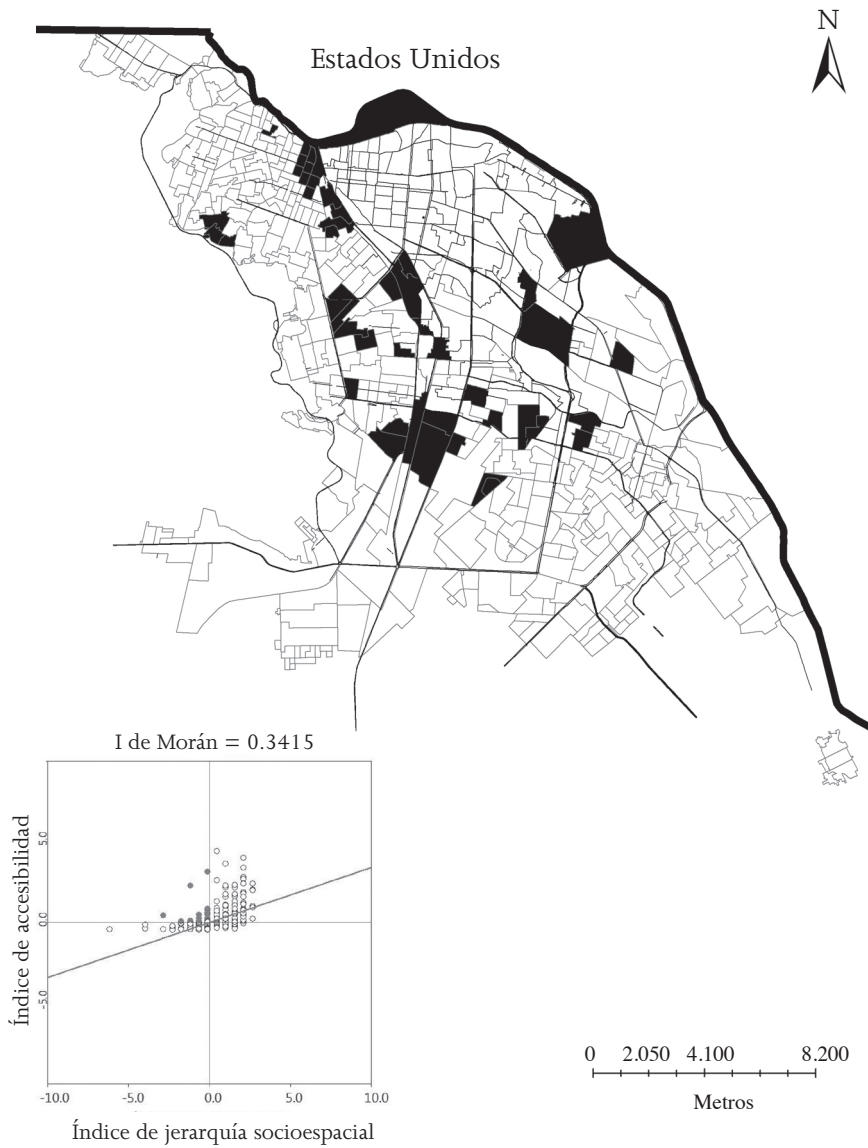 N
Estados Unidos
I de Morán = 0.3415
Índice de accesibilidad
5.0
0.0
-5.0
-10.0 -5.0 0.0 5.0 10.0
Índice de jerarquía socioespacial
0 2.050 4.100 8.200
Metros